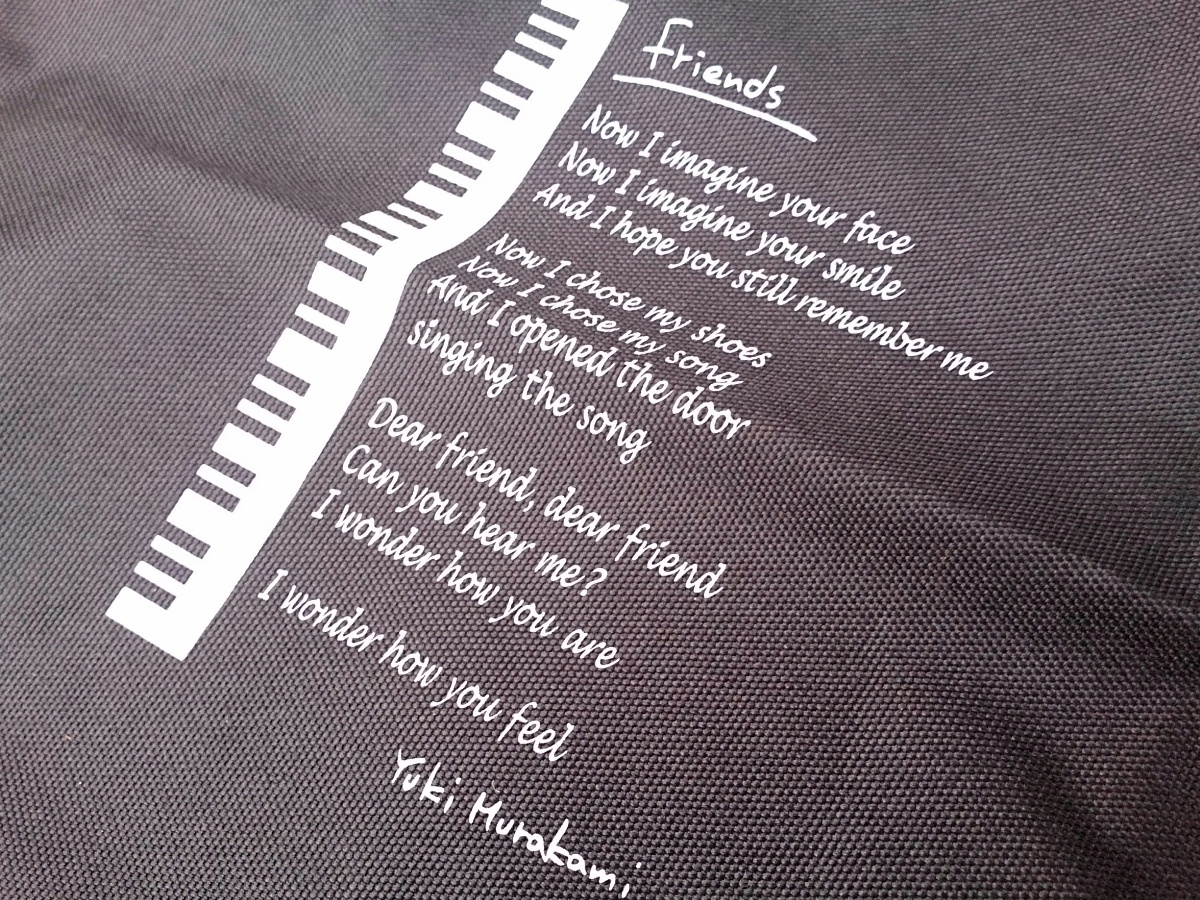 friends
Now I imagine your face
Now I imagine your smile
And I hope you still remember me
Now I chose my shoes
Now I chose my song
And I opened the door
singing the song
Dear friend, dear friend
Can you hear me?
I wonder how you are
I wonder how you feel
Yuki Murakami